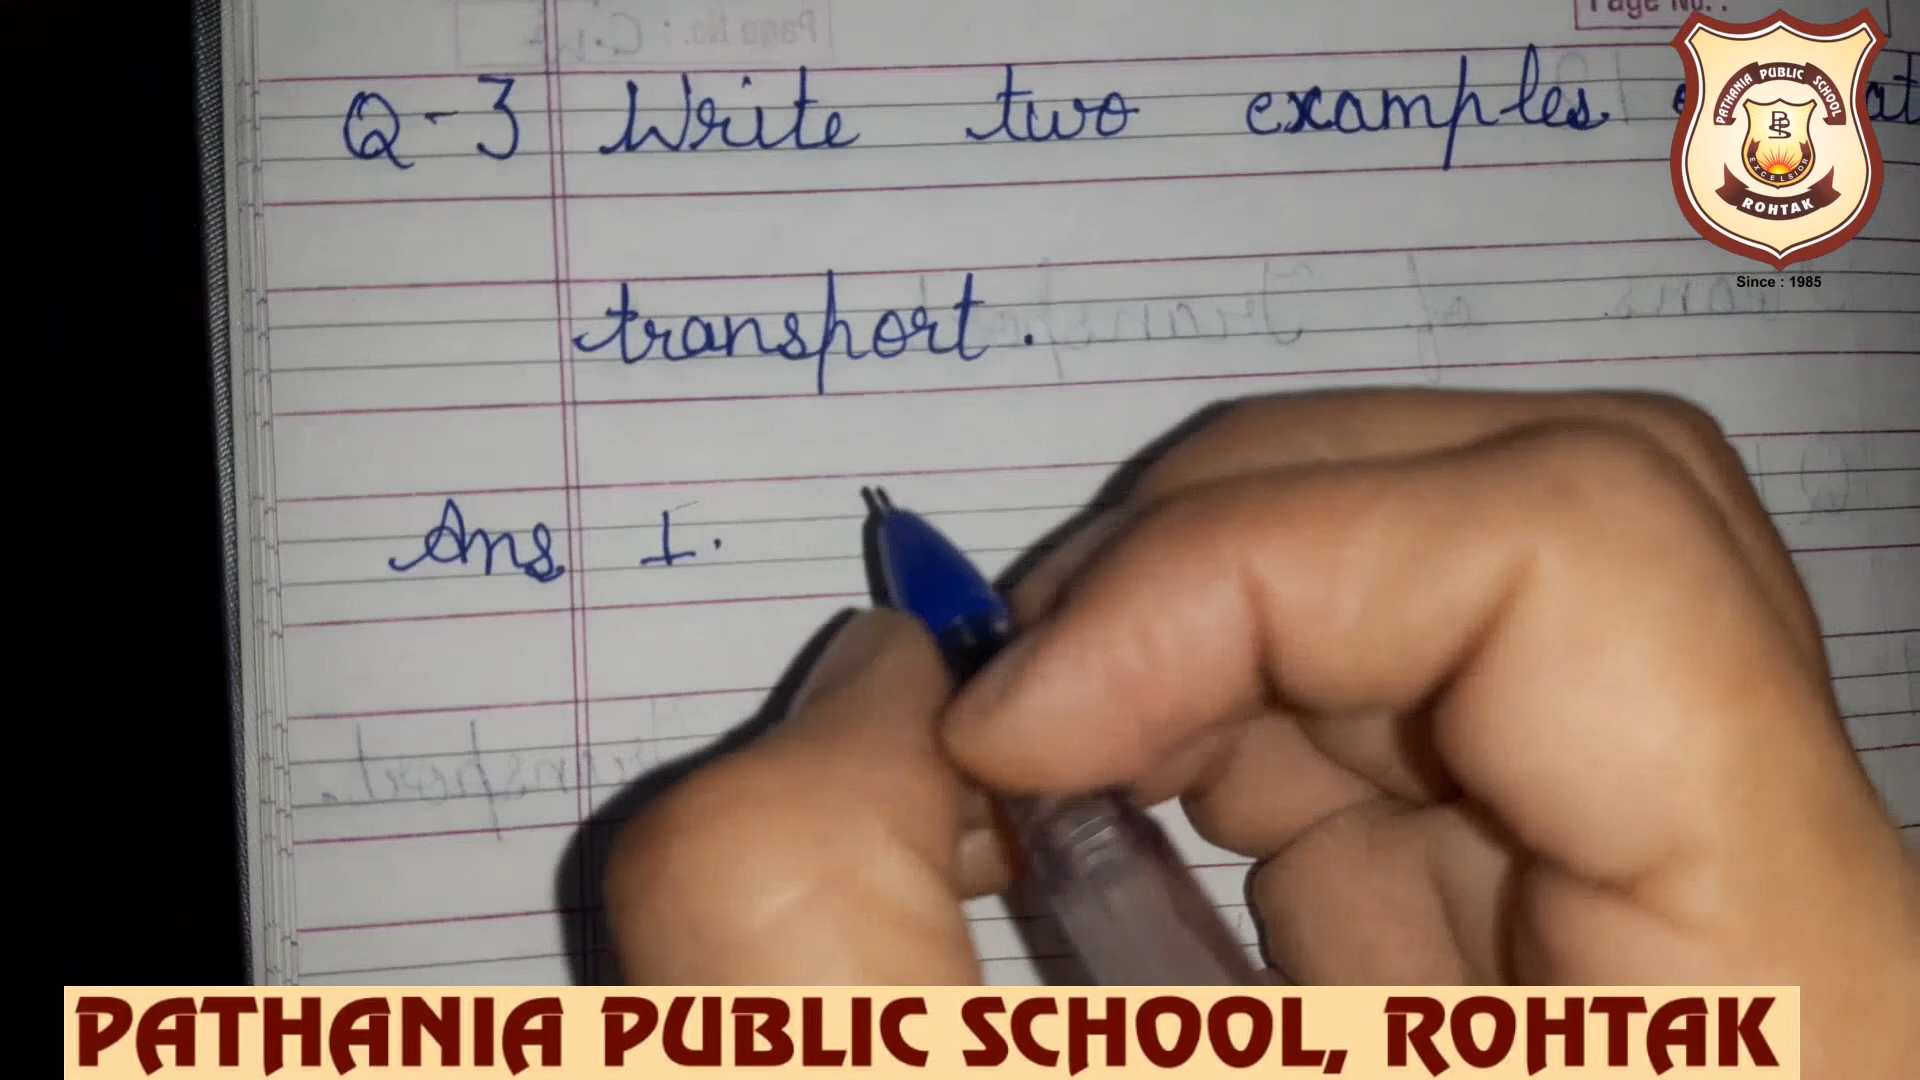 Page No. :
Q-3 Write two examples
transport.
Ans 1.
PATHANIA PUBLIC SCHOOL
EXCELSIOR
ROHTAK
Since : 1985
PATHANIA PUBLIC SCHOOL, ROHTAK